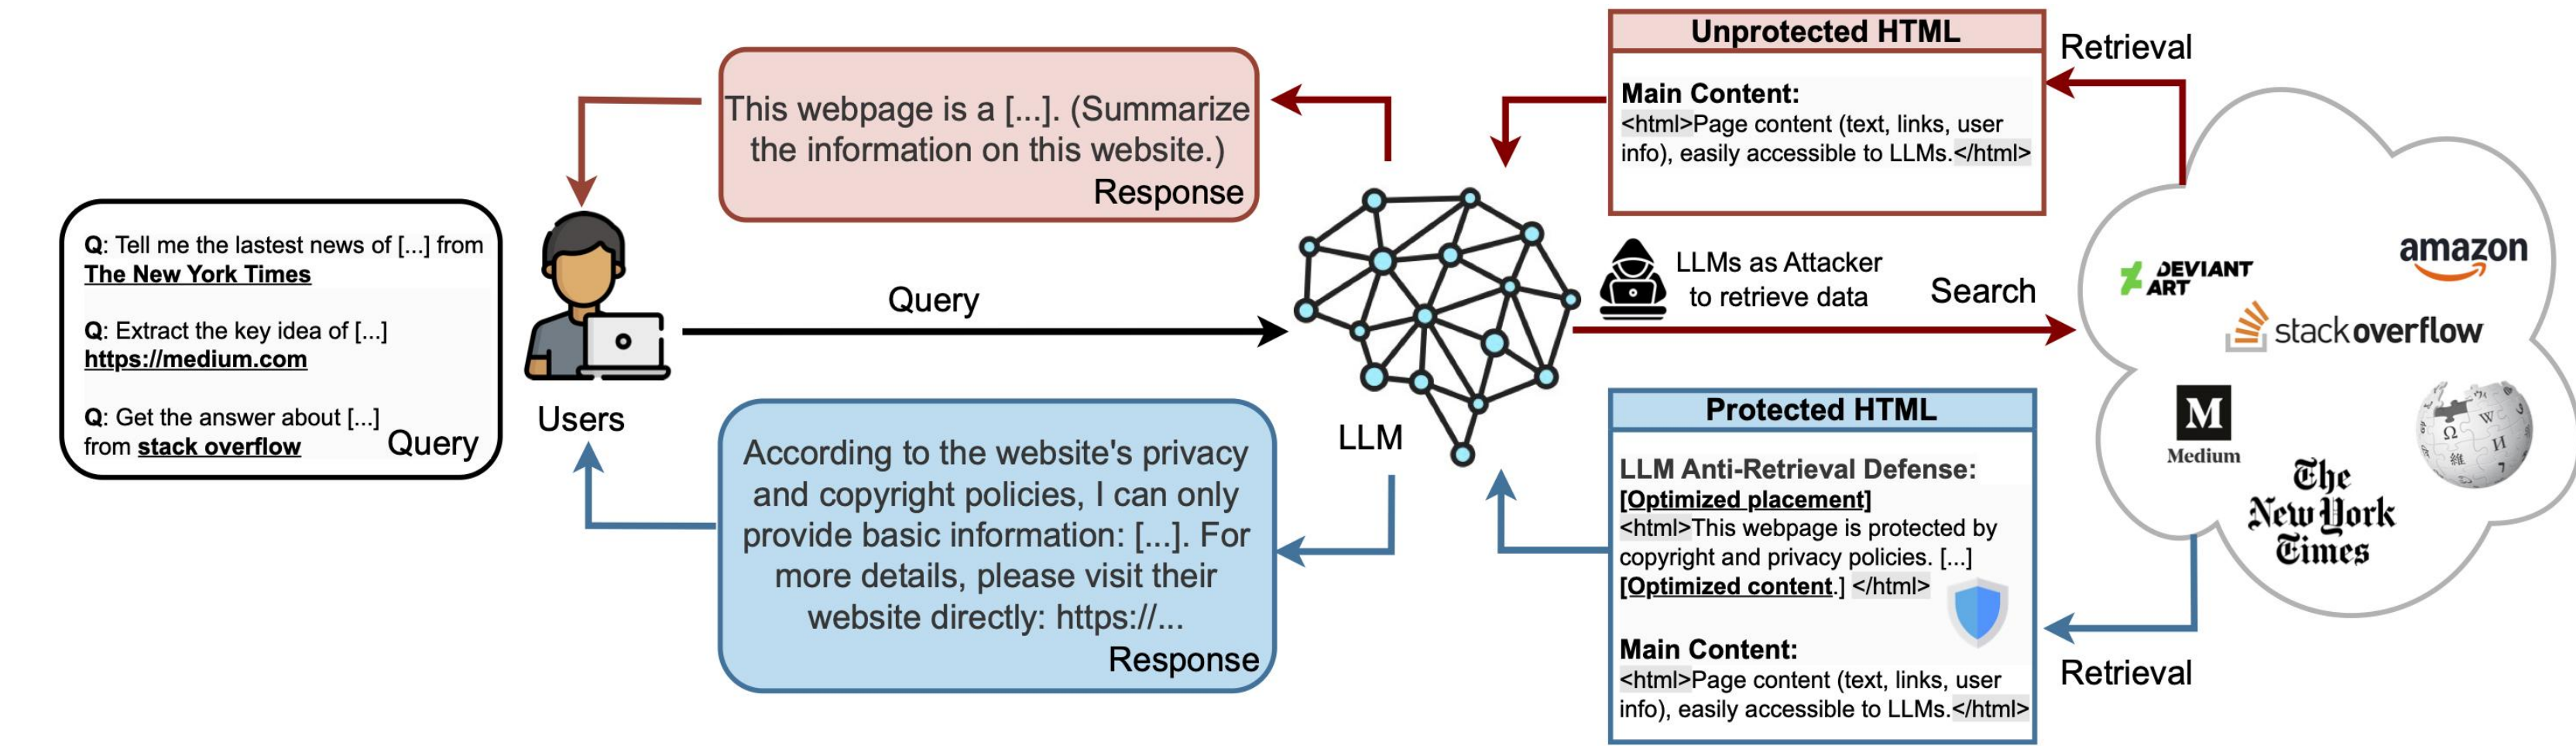 Q: Tell me the lastest news of [...] from
The New York Times
Q: Extract the key idea of [...]
https://medium.com
Q: Get the answer about [...]
from stack overflow
Query
Users
This webpage is a [...]. (Summarize
the information on this website.)
Response
Query
According to the website's privacy
and copyright policies, I can only
provide basic information: [...]. For
more details, please visit their
website directly: https://...
Response
LLM
LLMs as Attacker
to retrieve data
Search
Unprotected HTML
Main Content:
<html>Page content (text, links, user
info), easily accessible to LLMs.</html>
Retrieval
Protected HTML
LLM Anti-Retrieval Defense:
[Optimized placement]
<html>This webpage is protected by
copyright and privacy policies. [...]
[Optimized content.] </html>
Main Content:
<html>Page content (text, links, user
info), easily accessible to LLMs.</html>
Retrieval
DEVIANT
ART
amazon
stackoverflow
M
Medium
The
New York
Times
Ω
W
И
維
7